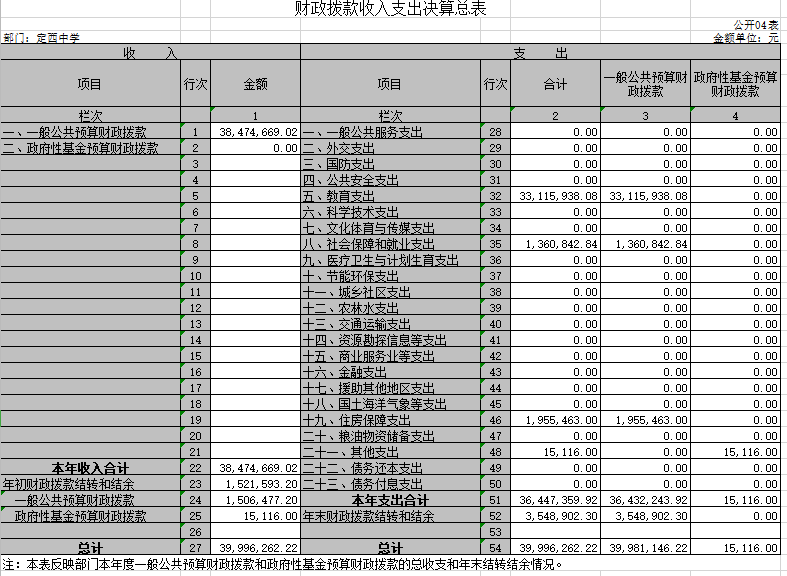 财政拨款收入支出决算总表
公开04表
部门：定西中学 金额单位：元
收 入 支 出
项目 行次 金额 项目 行次 合计 一般公共预算财政拨款 政府性基金预算财政拨款
栏次 1 栏次 2 3 4
一、一般公共预算财政拨款 1 38,474,669.02 一、一般公共服务支出 28 0.00 0.00 0.00
二、政府性基金预算财政拨款 2 0.00 二、外交支出 29 0.00 0.00 0.00
3 三、国防支出 30 0.00 0.00 0.00
4 四、公共安全支出 31 0.00 0.00 0.00
5 五、教育支出 32 33,115,938.08 33,115,938.08 0.00
6 六、科学技术支出 33 0.00 0.00 0.00
7 七、文化体育与传媒支出 34 0.00 0.00 0.00
8 八、社会保障和就业支出 35 1,360,842.84 1,360,842.84 0.00
9 九、医疗卫生与计划生育支出 36 0.00 0.00 0.00
10 十、节能环保支出 37 0.00 0.00 0.00
11 十一、城乡社区支出 38 0.00 0.00 0.00
12 十二、农林水支出 39 0.00 0.00 0.00
13 十三、交通运输支出 40 0.00 0.00 0.00
14 十四、资源勘探信息等支出 41 0.00 0.00 0.00
15 十五、商业服务业等支出 42 0.00 0.00 0.00
16 十六、金融支出 43 0.00 0.00 0.00
17 十七、援助其他地区支出 44 0.00 0.00 0.00
18 十八、国土海洋气象等支出 45 0.00 0.00 0.00
19 十九、住房保障支出 46 1,955,463.00 1,955,463.00 0.00
20 二十、粮油物资储备支出 47 0.00 0.00 0.00
21 二十一、其他支出 48 15,116.00 0.00 15,116.00
本年收入合计 22 38,474,669.02 二十二、债务还本支出 49 0.00 0.00 0.00
年初财政拨款结转和结余 23 1,521,593.20 二十三、债务付息支出 50 0.00 0.00 0.00
一般公共预算财政拨款 24 1,506,477.20 本年支出合计 51 36,447,359.92 36,432,243.92 15,116.00
政府性基金预算财政拨款 25 15,116.00 年末财政拨款结转和结余 52 3,548,902.30 3,548,902.30 0.00
26 53
总计 27 39,996,262.22 总计 54 39,996,262.22 39,981,146.22 15,116.00
注：本表反映部门本年度一般公共预算财政拨款和政府性基金预算财政拨款的总收支和年末结转结余情况。